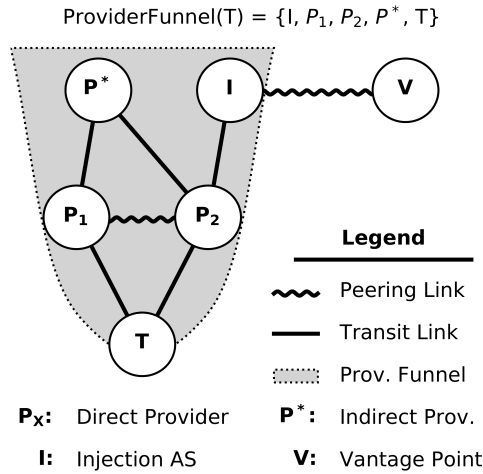 ProviderFunnel(T) = {I, P₁, P₂, P*, T}
P*
I
V
P₁
P₂
T
Legend
Peering Link
Transit Link
Prov. Funnel
Pₓ: Direct Provider
P*: Indirect Prov.
I: Injection AS
V: Vantage Point